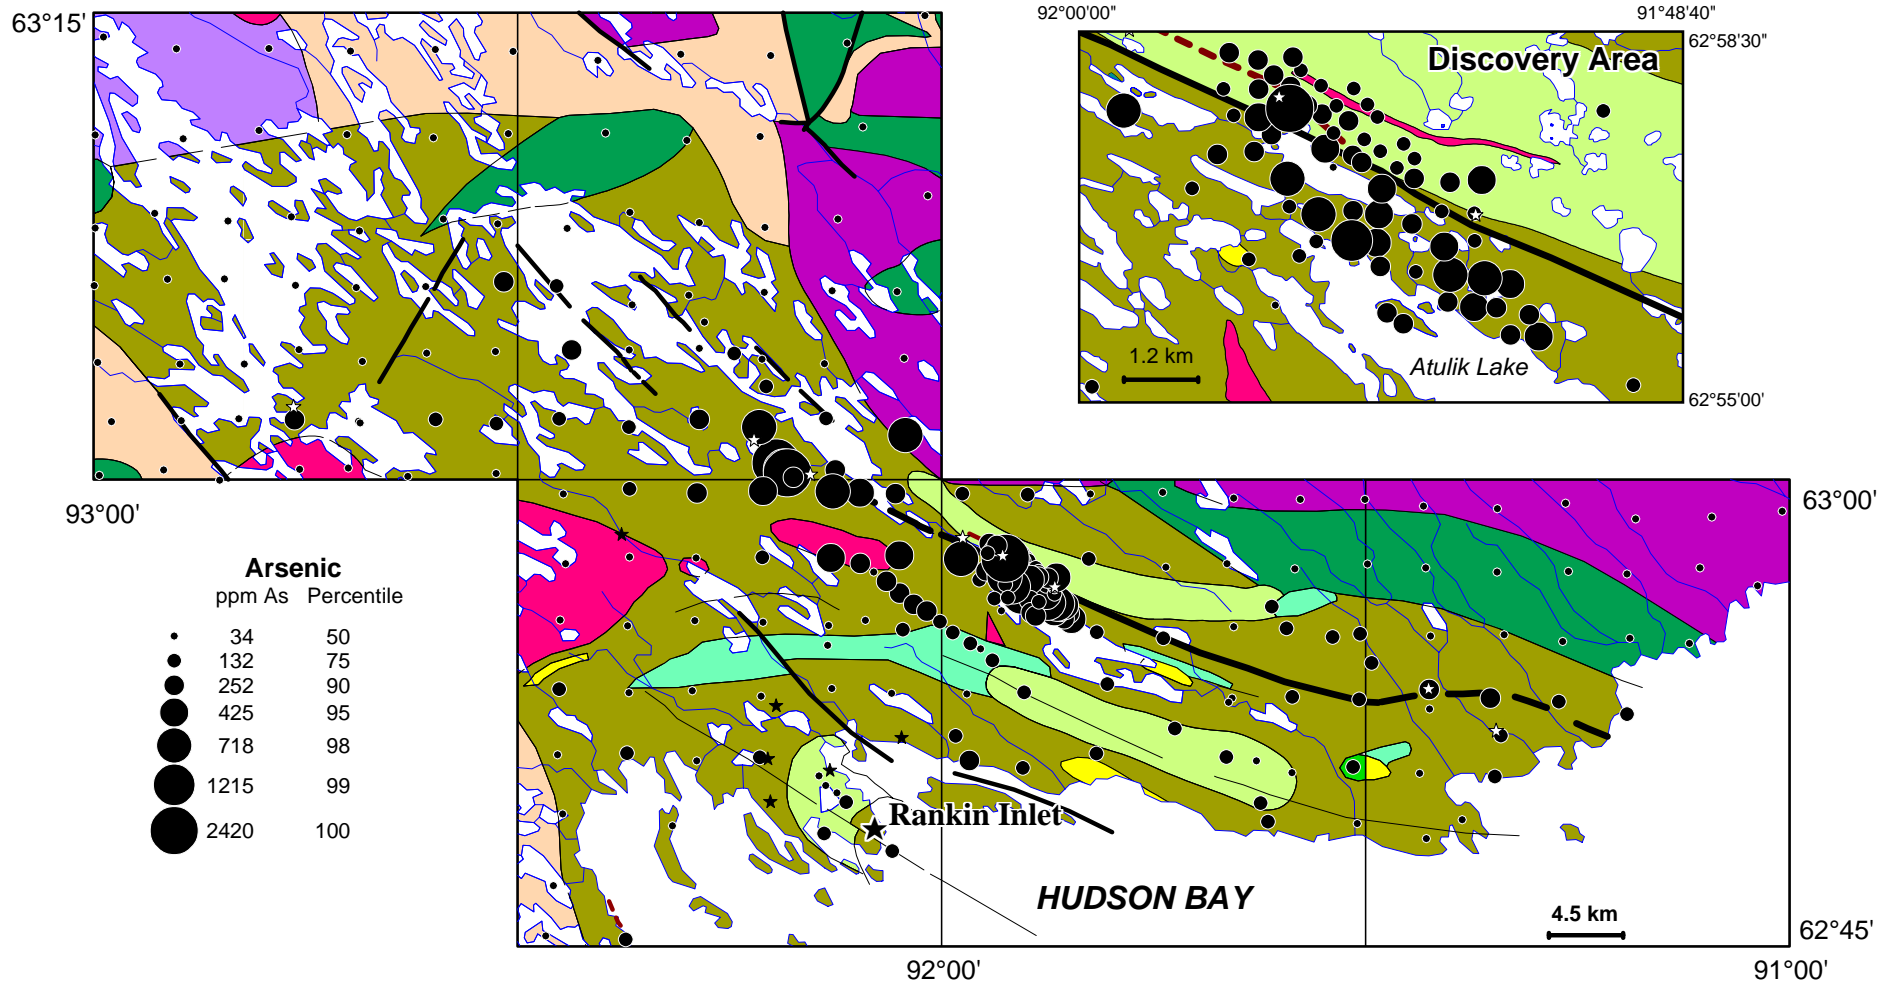 63°15'
92°00'00"
91°48'40"
62°58'30"
Discovery Area
1.2 km
Atulik Lake
62°55'00'
93°00'
63°00'
Arsenic
ppm As Percentile
34 50
132 75
252 90
425 95
718 98
1215 99
2420 100
Rankin Inlet
HUDSON BAY
4.5 km
62°45'
92°00'
91°00'